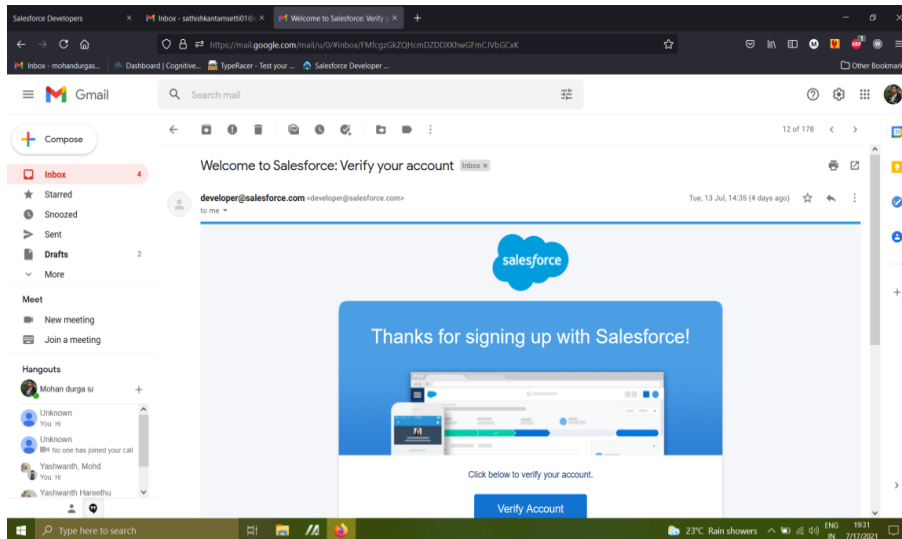 Salesforce Developers
Inbox - sathishkantamsetti01@
Welcome to Salesforce: Verify y
https://mail.google.com/mail/u/0/#inbox/FMfcgzGkZQHcmDZDDXKhwGFmCJVbGCxK
Inbox - mohandurgas...
Dashboard | Cognitive...
TypeRacer - Test your ...
Salesforce Developer ...
Other Bookmark
Gmail
Search mail
Compose
12 of 178
Inbox 4
Starred
Snoozed
Sent
Drafts 2
More
Meet
New meeting
Join a meeting
Hangouts
Mohan durga sa
Unknown
You: Hi
Unknown
No one has joined your call
Yashwanth, Mohd
You: Hi
Yashwanth Hareethu
Welcome to Salesforce: Verify your account Inbox ×
developer@salesforce.com <developer@salesforce.com>
Tue, 13 Jul, 14:35 (4 days ago)
to me
salesforce
Thanks for signing up with Salesforce!
Click below to verify your account.
Verify Account
Type here to search
23°C Rain showers
ENG
IN
19:31
7/17/2021